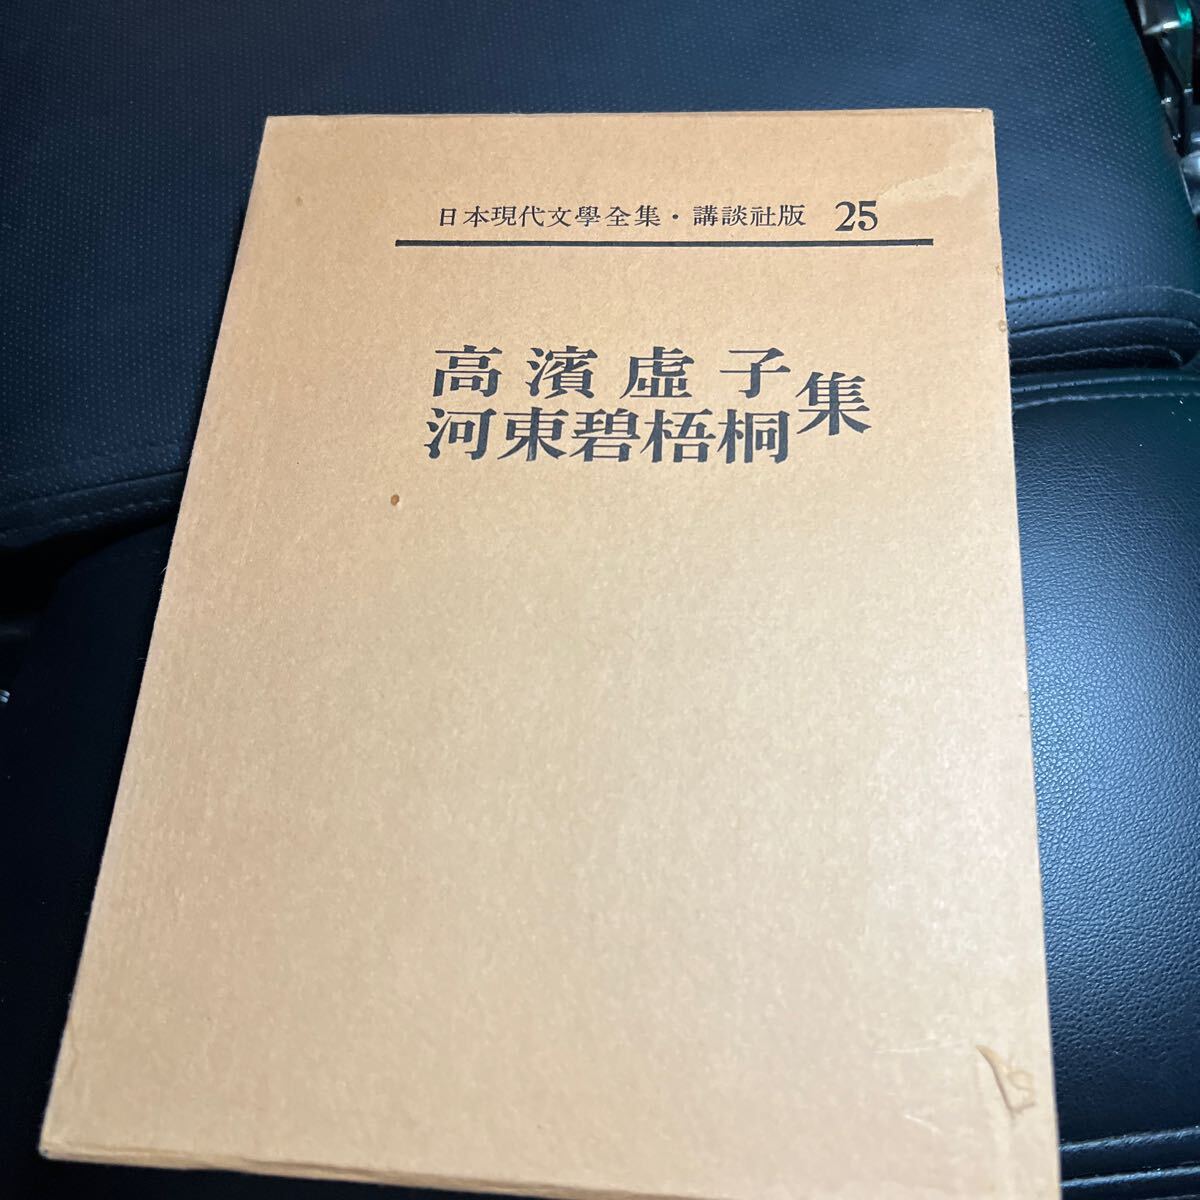 日本現代文學全集・講談社版 25
高濱虚子
河東碧梧桐集